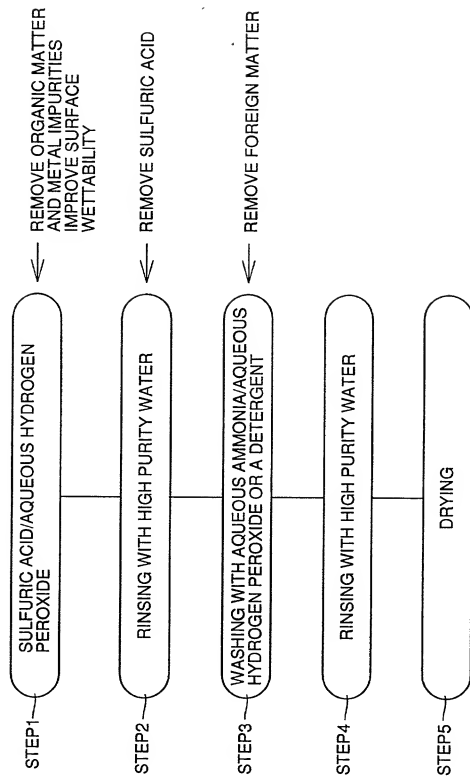 STEP1
SULFURIC ACID/AQUEOUS HYDROGEN
PEROXIDE
REMOVE ORGANIC MATTER
AND METAL IMPURITIES
IMPROVE SURFACE
WETTABILITY
STEP2
RINSING WITH HIGH PURITY WATER
REMOVE SULFURIC ACID
STEP3
WASHING WITH AQUEOUS AMMONIA/AQUEOUS
HYDROGEN PEROXIDE OR A DETERGENT
REMOVE FOREIGN MATTER
STEP4
RINSING WITH HIGH PURITY WATER
STEP5
DRYING